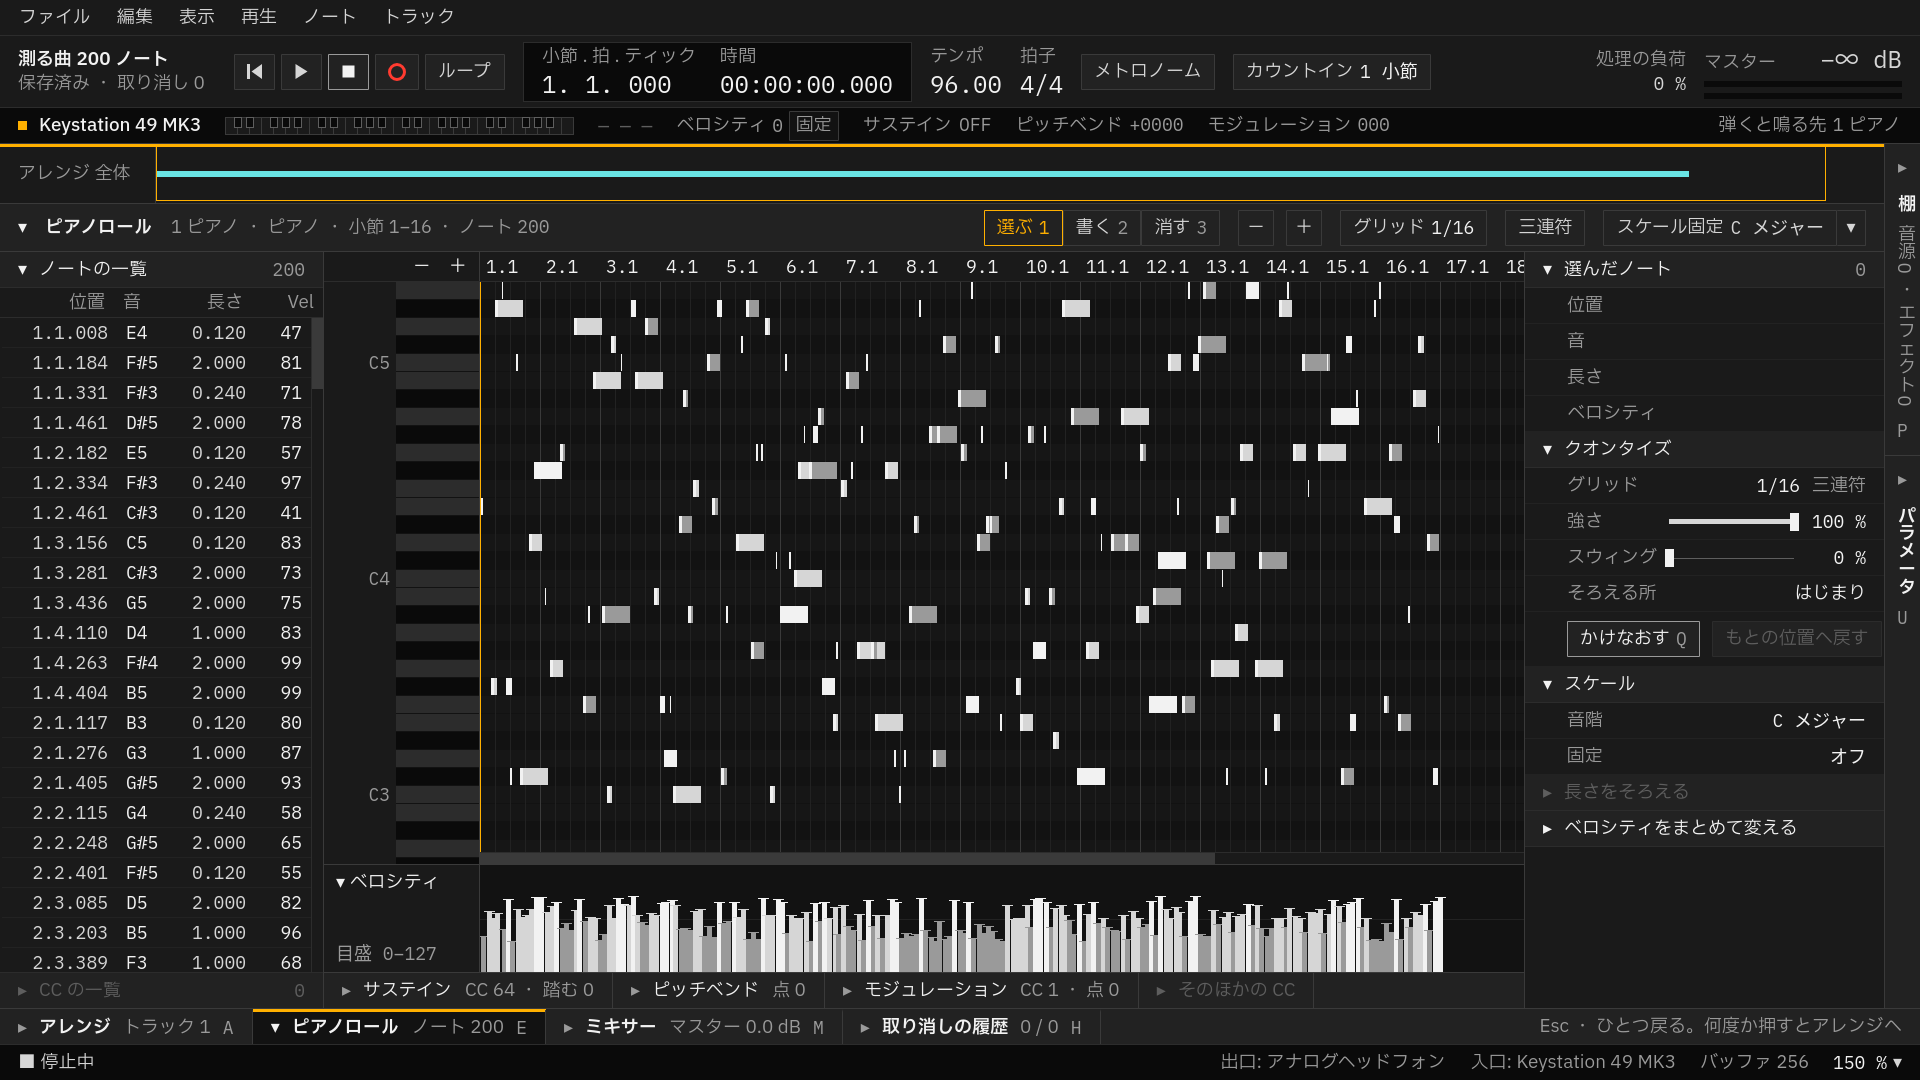 ファイル 編集 表示 再生 ノート トラック
測る曲 200 ノート
保存済み · 取り消し 0
ループ
小節 . 拍 . ティック 時間
1. 1. 000 00:00:00.000
テンポ 拍子
96.00 4/4
メトロノーム
カウントイン 1 小節
処理の負荷
0 %
マスター −∞ dB
Keystation 49 MK3 – – – ベロシティ 0 固定 サステイン OFF ピッチベンド +0000 モジュレーション 000 弾くと鳴る先 1 ピアノ
アレンジ 全体
▼ ピアノロール 1 ピアノ · ピアノ · 小節 1–16 · ノート 200 選ぶ 1 書く 2 消す 3 − + グリッド 1/16 三連符 スケール固定 C メジャー ▼
▼ ノートの一覧 200
位置 音 長さ Vel
1.1.008 E4 0.120 47
1.1.184 F#5 2.000 81
1.1.331 F#3 0.240 71
1.1.461 D#5 2.000 78
1.2.182 E5 0.120 57
1.2.334 F#3 0.240 97
1.2.461 C#3 0.120 41
1.3.156 C5 0.120 83
1.3.281 C#3 2.000 73
1.3.436 G5 2.000 75
1.4.110 D4 1.000 83
1.4.263 F#4 2.000 99
1.4.404 B5 2.000 99
2.1.117 B3 0.120 80
2.1.276 G3 1.000 87
2.1.405 G#5 2.000 93
2.2.115 G4 0.240 58
2.2.248 G#5 2.000 65
2.2.401 F#5 0.120 55
2.3.085 D5 2.000 82
2.3.203 B5 1.000 96
2.3.389 F3 1.000 68
▶ CC の一覧 0
− + 1.1 2.1 3.1 4.1 5.1 6.1 7.1 8.1 9.1 10.1 11.1 12.1 13.1 14.1 15.1 16.1 17.1 18
C5
C4
C3
▼ ベロシティ
目盛 0–127
▶ サステイン CC 64 · 踏む 0 ▶ ピッチベンド 点 0 ▶ モジュレーション CC 1 · 点 0 ▶ そのほかの CC
▼ 選んだノート 0
位置
音
長さ
ベロシティ
▼ クオンタイズ
グリッド 1/16 三連符
強さ 100 %
スウィング 0 %
そろえる所 はじまり
かけなおす Q もとの位置へ戻す
▼ スケール
音階 C メジャー
固定 オフ
▶ 長さをそろえる
▶ ベロシティをまとめて変える
▶ 棚 音源 0 · エフェクト 0 P
▶ パラメータ U
▶ アレンジ トラック 1 A ▼ ピアノロール ノート 200 E ▶ ミキサー マスター 0.0 dB M ▶ 取り消しの履歴 0 / 0 H Esc · ひとつ戻る。何度か押すとアレンジへ
停止中 出口: アナログヘッドフォン 入口: Keystation 49 MK3 バッファ 256 150 % ▼